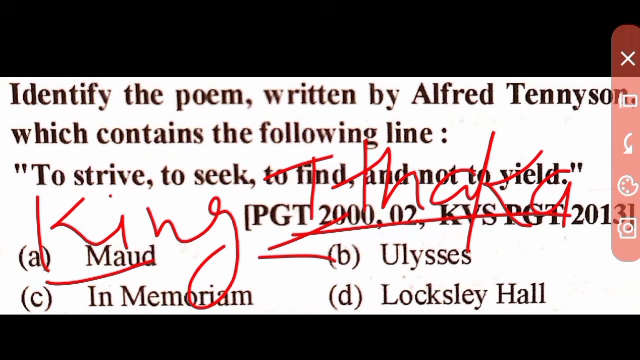 Identify the poem, written by Alfred Tennyson,
which contains the following line :
"To strive, to seek, to find, and not to yield."
King Ithaka
[PGT 2000, 02, KVS PGT 2013]
(a) Maud (b) Ulysses
(c) In Memoriam (d) Locksley Hall